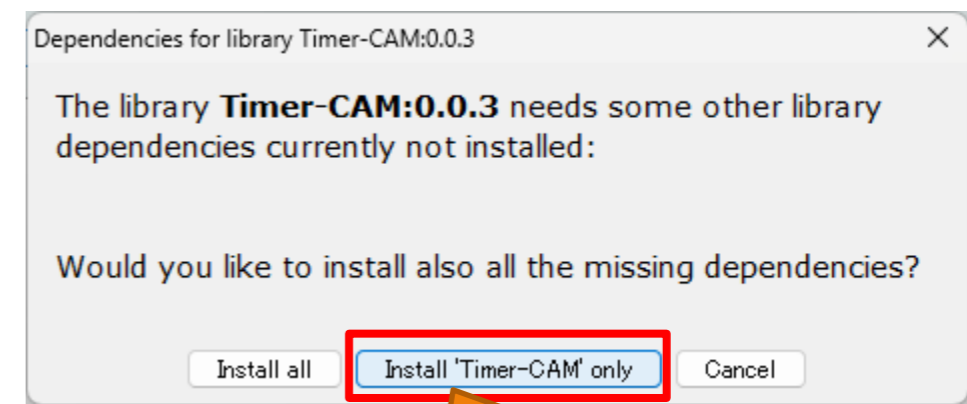 Dependencies for library Timer-CAM:0.0.3
The library Timer-CAM:0.0.3 needs some other library
dependencies currently not installed:
Would you like to install also all the missing dependencies?
Install all Install 'Timer-CAM' only Cancel